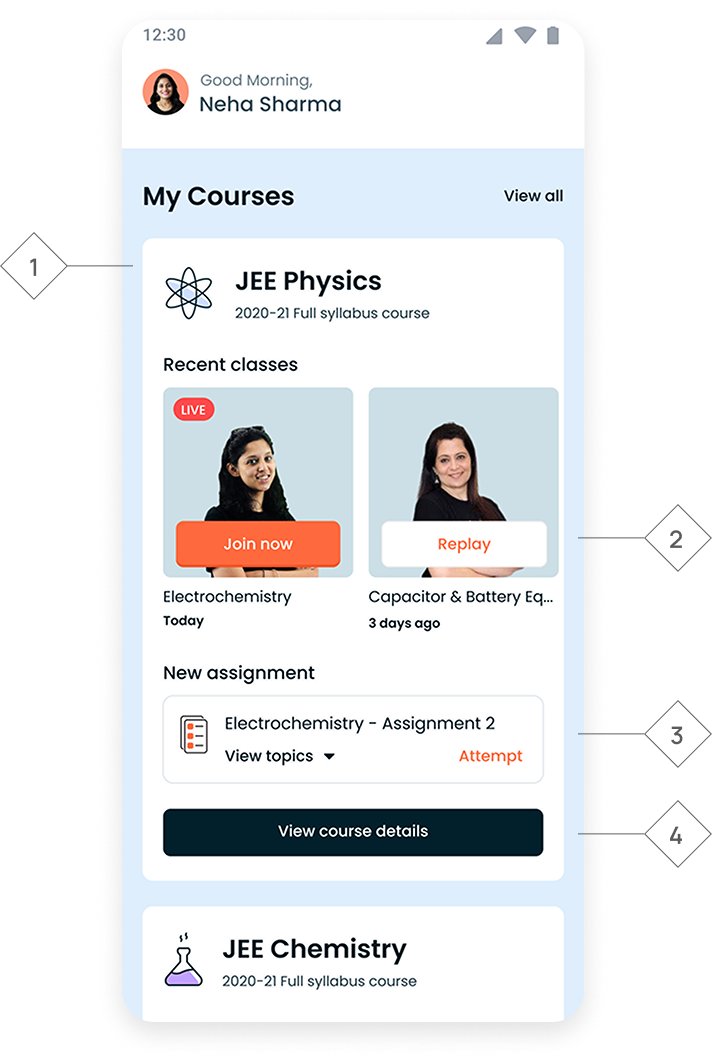 12:30
Good Morning,
Neha Sharma
My Courses
View all
1
JEE Physics
2020-21 Full syllabus course
Recent classes
LIVE
Join now
Replay
2
Electrochemistry
Today
Capacitor & Battery Eq...
3 days ago
New assignment
Electrochemistry - Assignment 2
View topics
Attempt
3
View course details
4
JEE Chemistry
2020-21 Full syllabus course